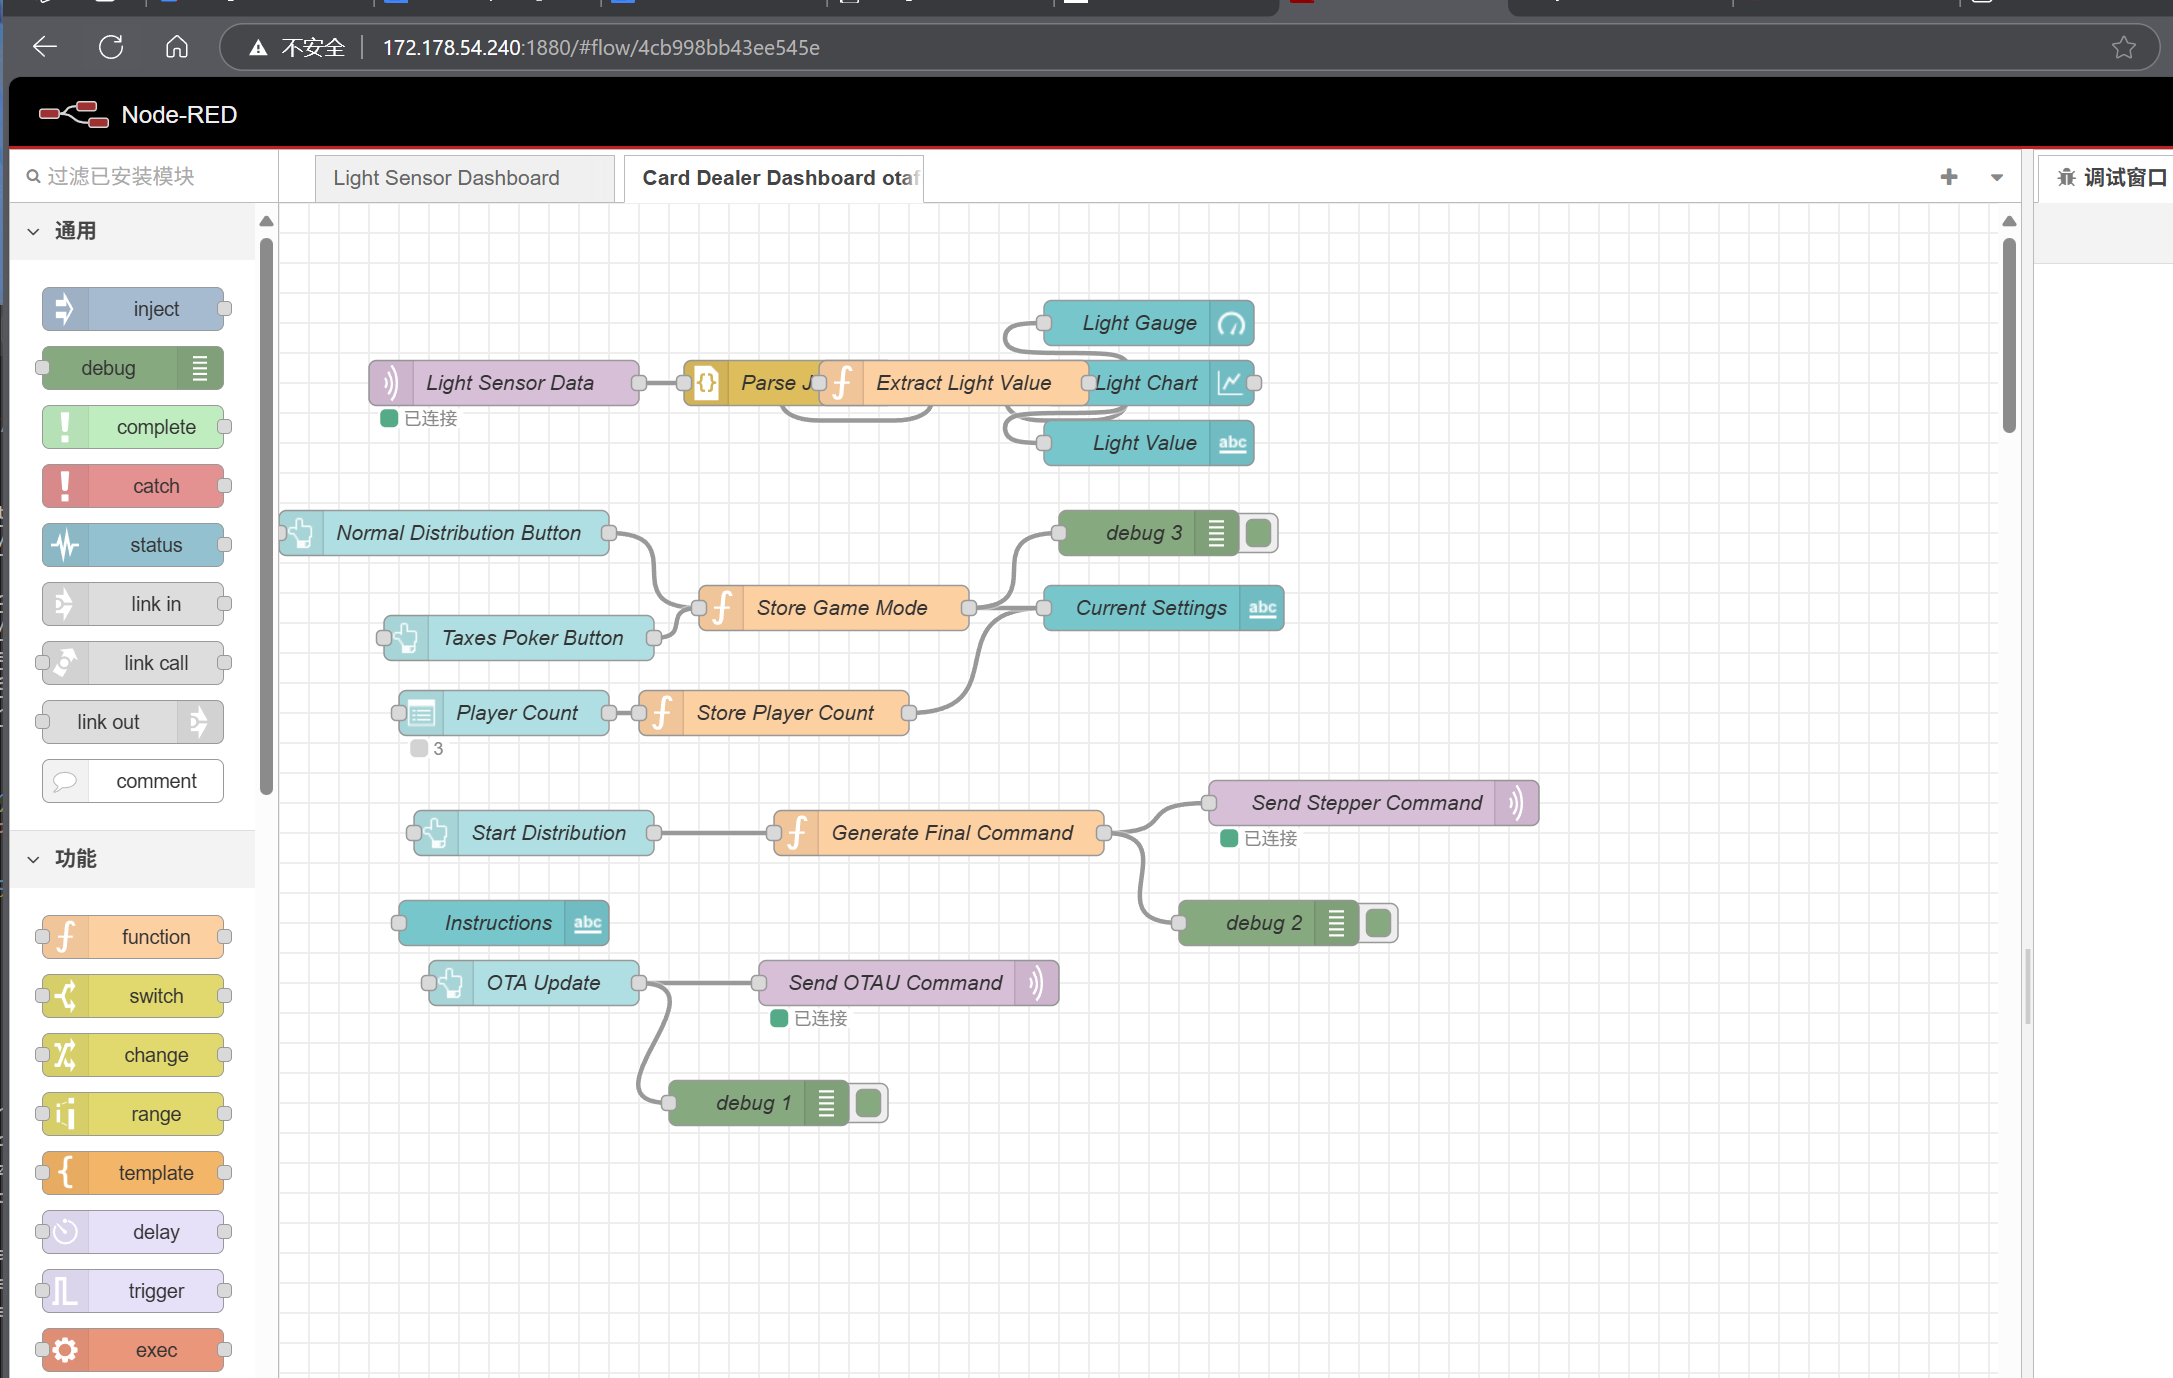 不安全 172.178.54.240:1880/#flow/4cb998bb43ee545e
Node-RED
过滤已安装模块
Light Sensor Dashboard
Card Dealer Dashboard otaf
调试窗口
通用
inject
debug
complete
catch
status
link in
link call
link out
comment
功能
function
switch
change
range
template
delay
trigger
exec
Light Gauge
Light Sensor Data
Parse J
Extract Light Value
Light Chart
已连接
Light Value
abc
Normal Distribution Button
debug 3
Store Game Mode
Current Settings
abc
Taxes Poker Button
Player Count
Store Player Count
3
Send Stepper Command
已连接
Start Distribution
Generate Final Command
Instructions
abc
debug 2
OTA Update
Send OTAU Command
已连接
debug 1